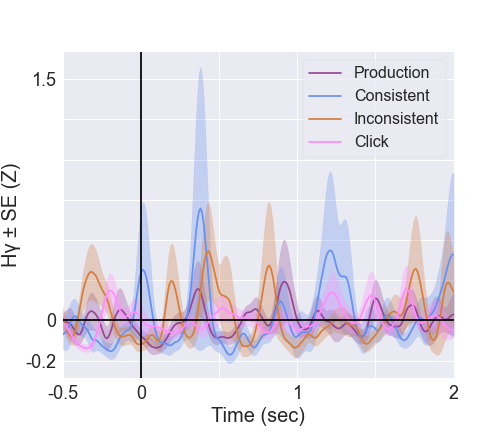 Production
Consistent
Inconsistent
Click
Hγ ± SE (Z)
1.5
0
-0.2
-0.5 0 1 2
Time (sec)